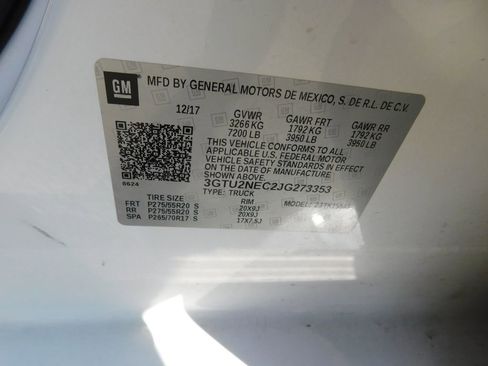 GM
MFD BY GENERAL MOTORS DE MEXICO, S. DE R.L. DE C.V.
12/17 GVWR GAWR FRT GAWR RR
3266 KG 1792 KG 1792 KG
7200 LB 3950 LB 3950 LB
THIS VEHICLE CONFORMS TO ALL
APPLICABLE U.S. FEDERAL MOTOR
VEHICLE SAFETY STANDARDS IN EFFECT
ON THE DATE OF MANUFACTURE
SHOWN ABOVE.
0624
3GTU2NEC2JG273353
TYPE: TRUCK
TIRE SIZE RIM
FRT P275/55R20 S 20X9J
RR P275/55R20 S 20X9J
SPA P265/70R17 S 17X7.5J